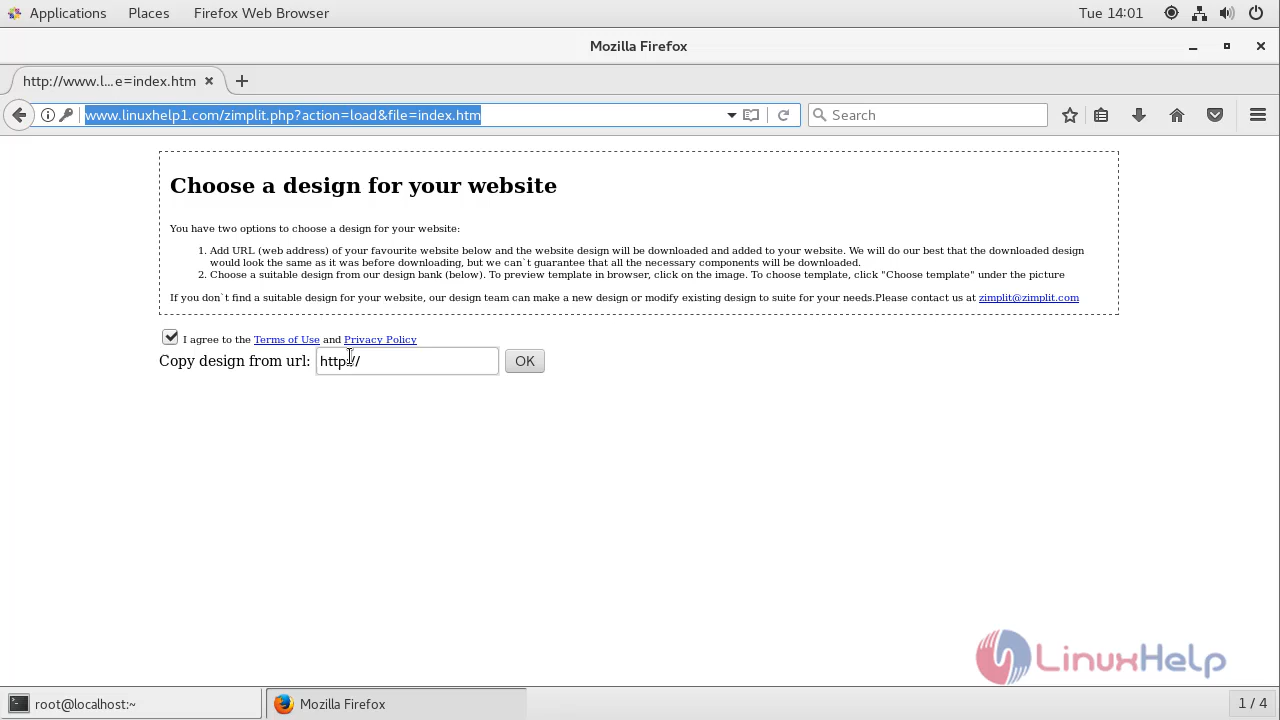 Applications Places Firefox Web Browser Tue 14:01
Mozilla Firefox
http://www.l...e=index.htm
www.linuxhelp1.com/zimplit.php?action=load&file=index.htm Search
Choose a design for your website
You have two options to choose a design for your website:
1. Add URL (web address) of your favourite website below and the website design will be downloaded and added to your website. We will do our best that the downloaded design
would look the same as it was before downloading, but we can`t guarantee that all the necessary components will be downloaded.
2. Choose a suitable design from our design bank (below). To preview template in browser, click on the image. To choose template, click "Choose template" under the picture
If you don`t find a suitable design for your website, our design team can make a new design or modify existing design to suite for your needs.Please contact us at zimplit@zimplit.com
I agree to the Terms of Use and Privacy Policy
Copy design from url: http:// OK
LinuxHelp
root@localhost:~ Mozilla Firefox 1 / 4